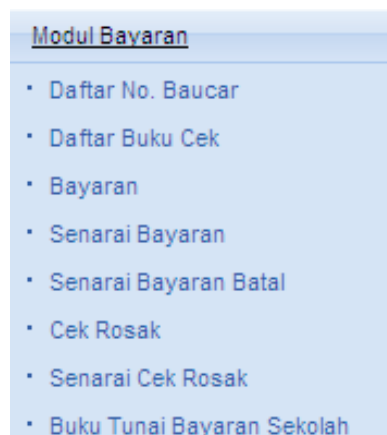 Modul Bayaran
• Daftar No. Baucar
• Daftar Buku Cek
• Bayaran
• Senarai Bayaran
• Senarai Bayaran Batal
• Cek Rosak
• Senarai Cek Rosak
• Buku Tunai Bayaran Sekolah